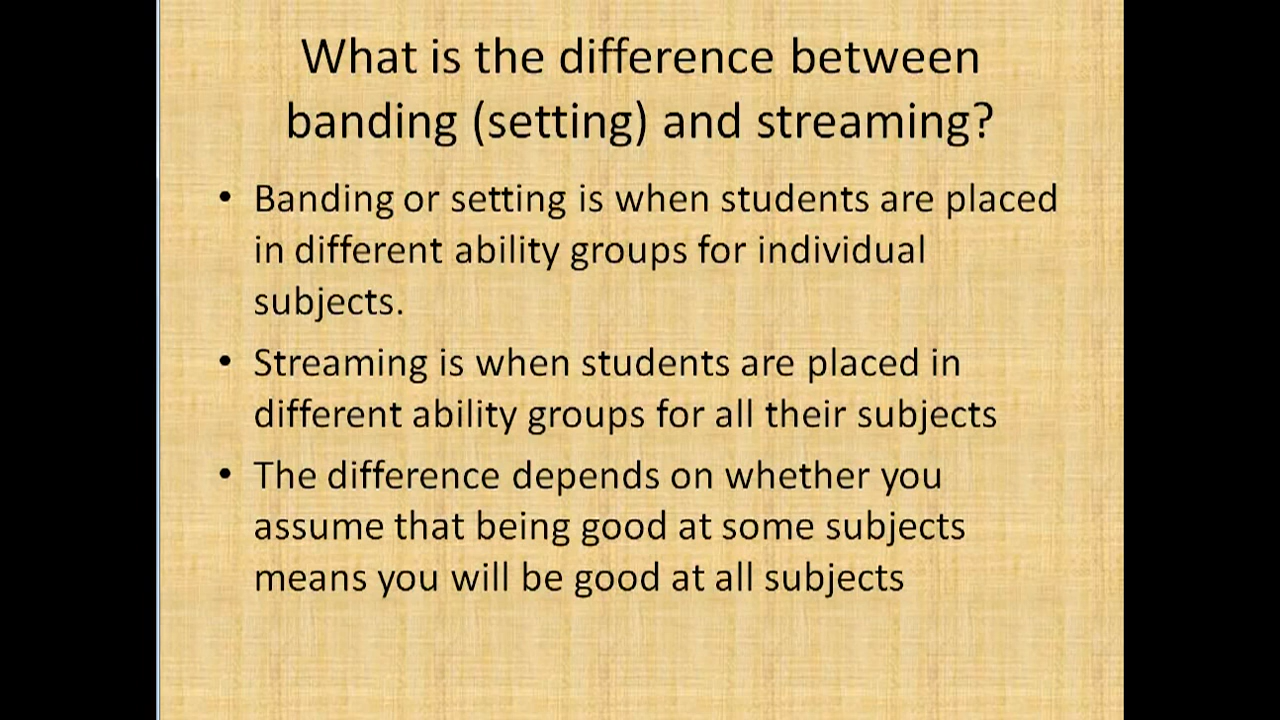 What is the difference between
banding (setting) and streaming?
• Banding or setting is when students are placed
in different ability groups for individual
subjects.
• Streaming is when students are placed in
different ability groups for all their subjects
• The difference depends on whether you
assume that being good at some subjects
means you will be good at all subjects